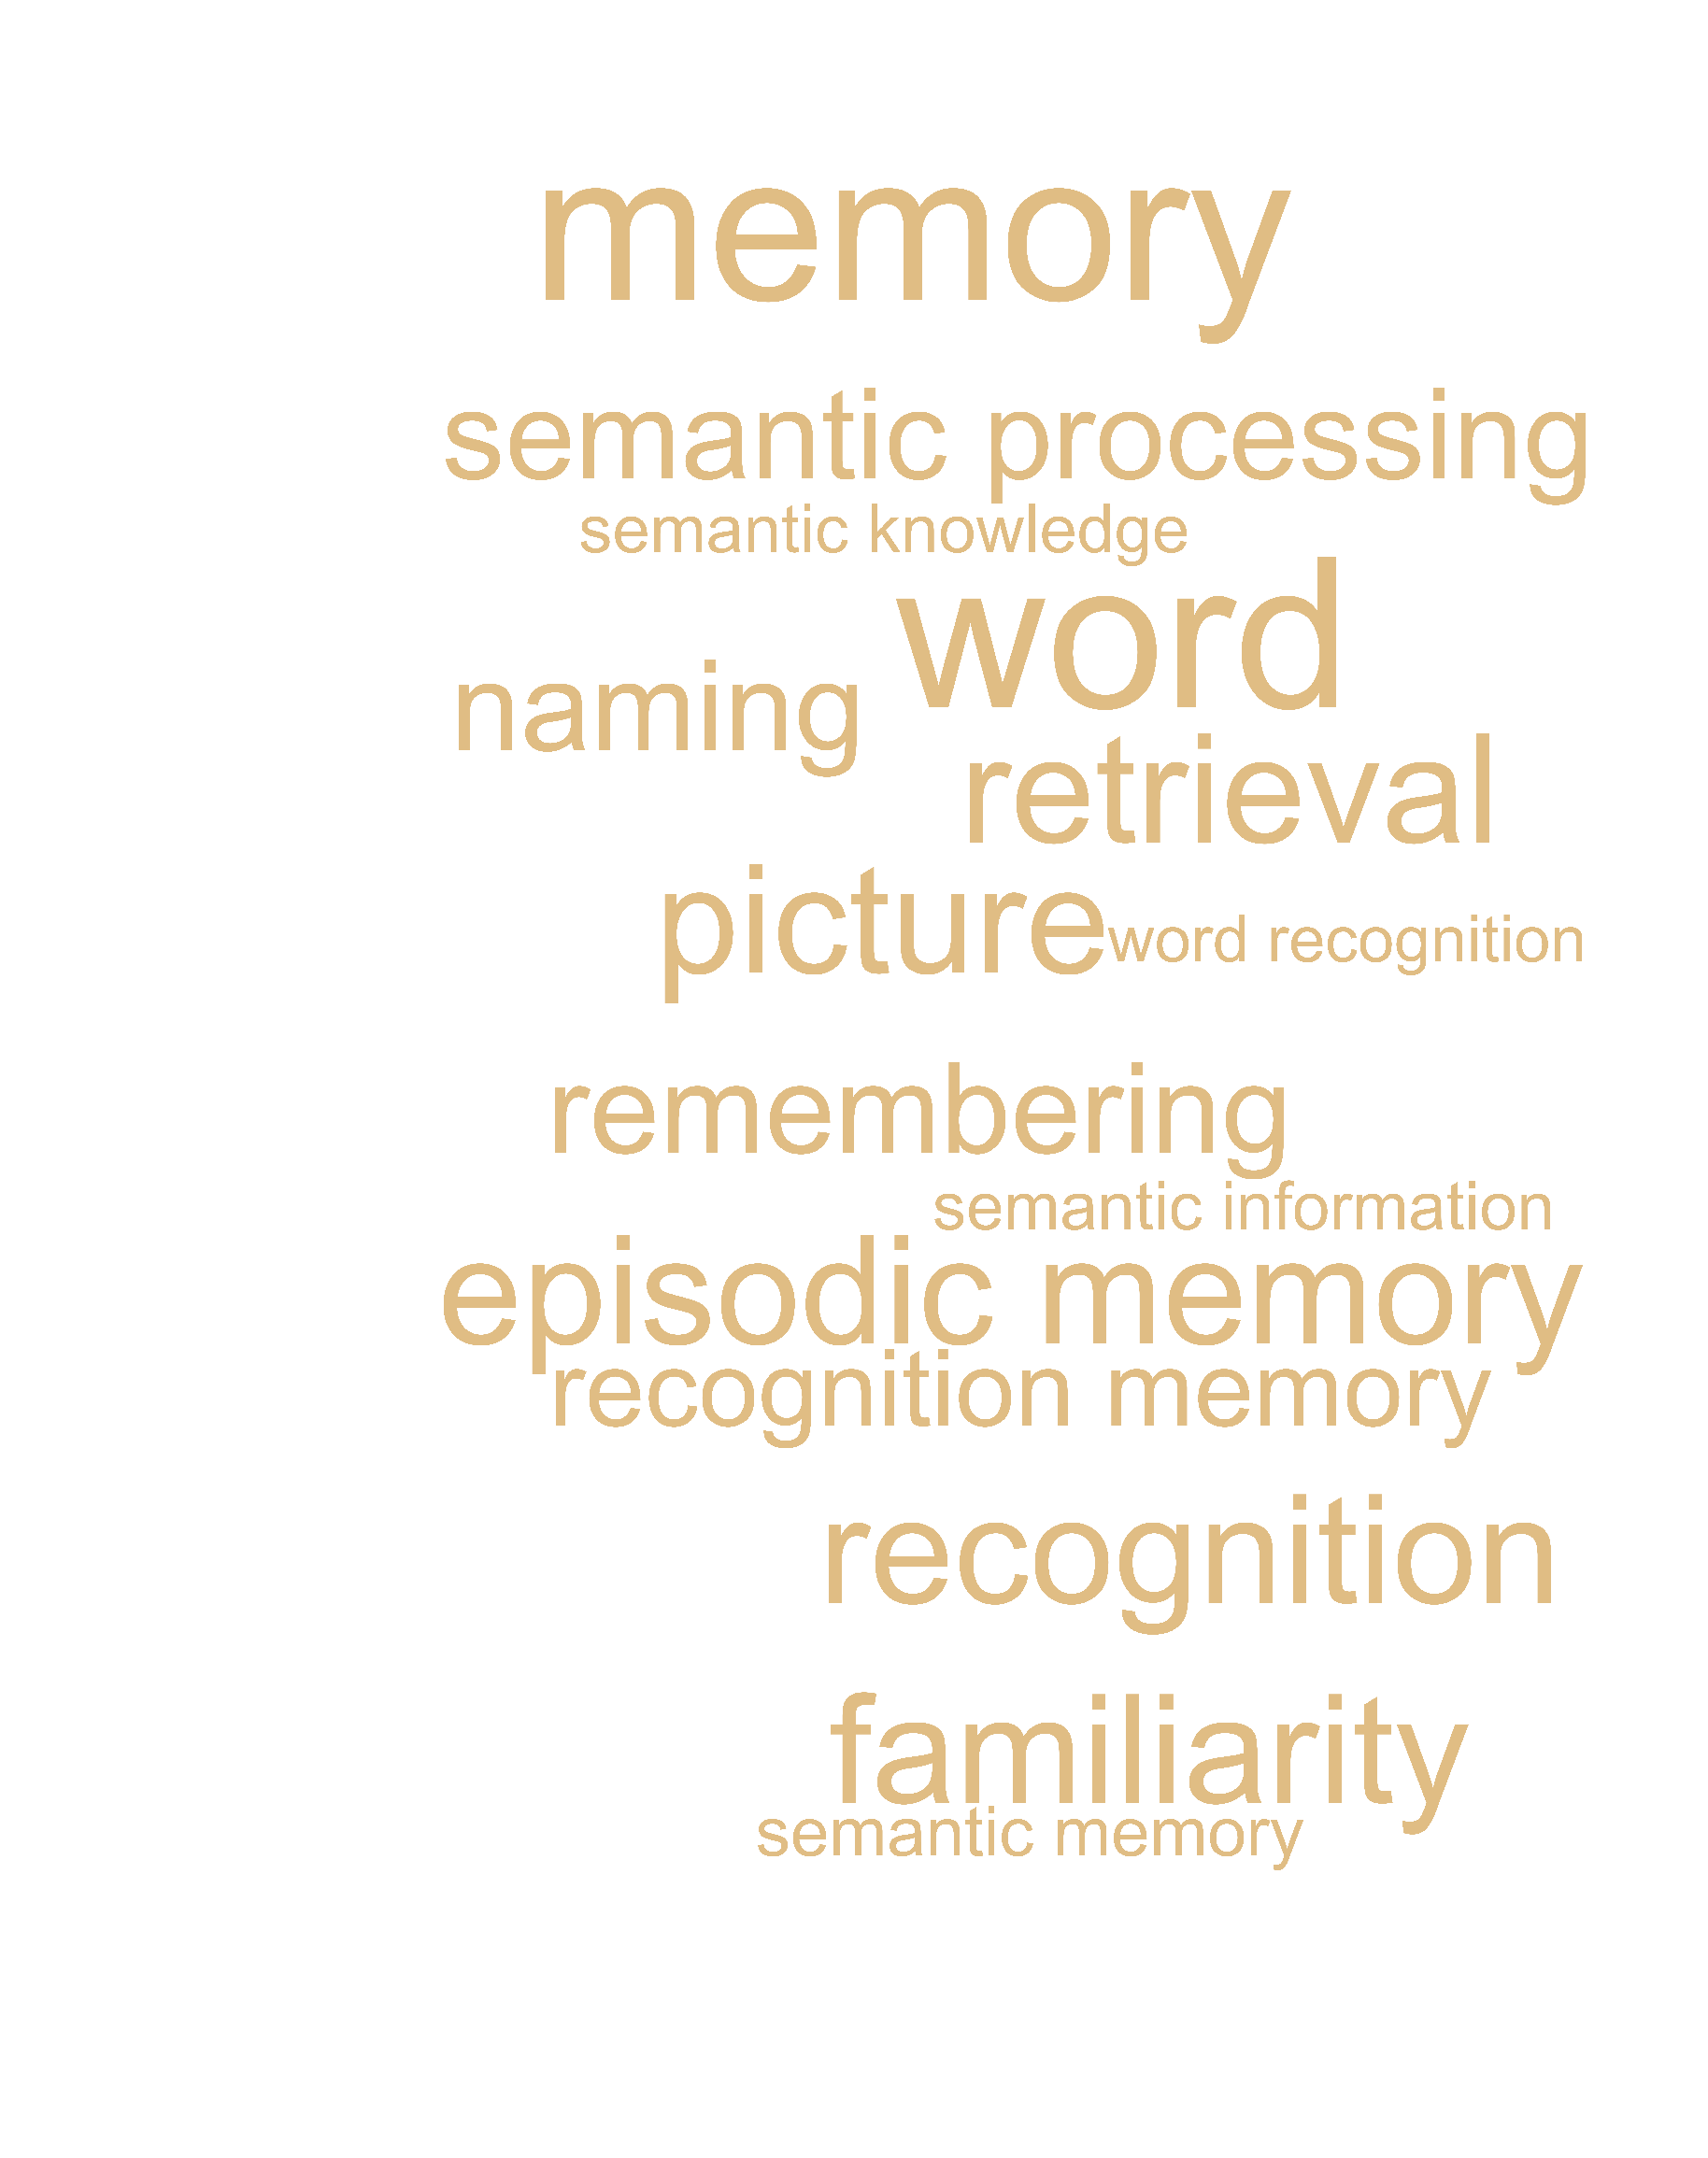 memory
semantic processing
semantic knowledge
word
naming
retrieval
picture
word recognition
remembering
semantic information
episodic memory
recognition memory
recognition
familiarity
semantic memory